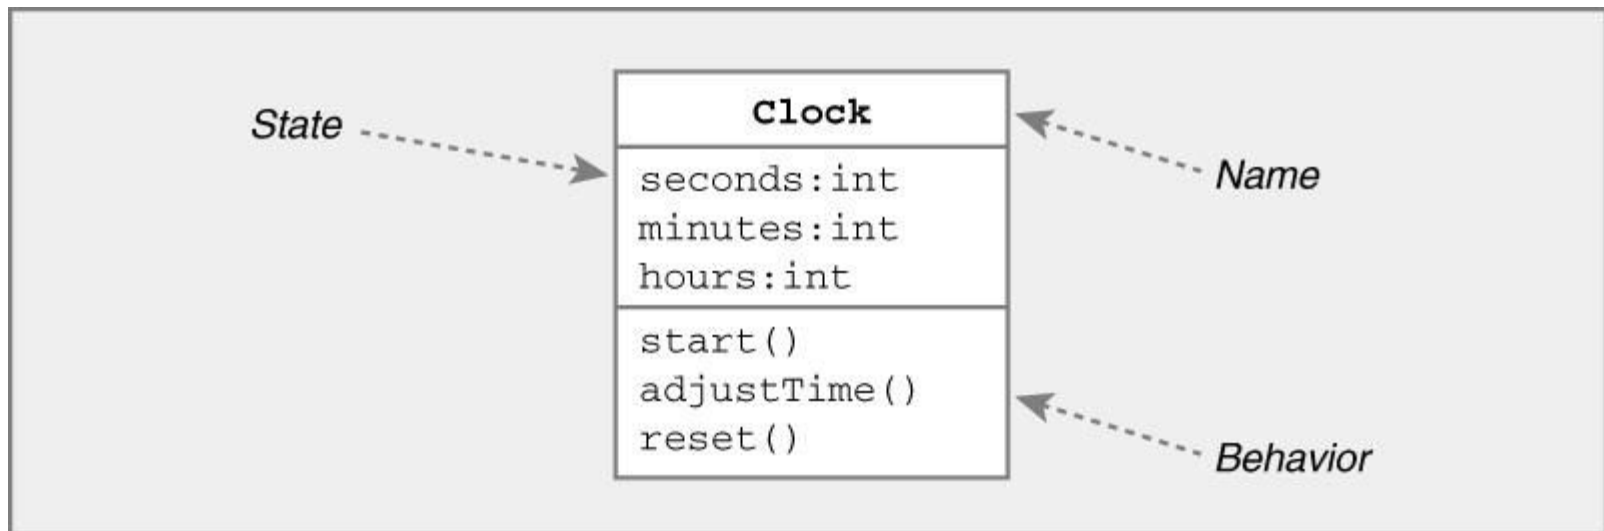 Clock
State
Name
seconds:int
minutes:int
hours:int
start()
adjustTime()
reset()
Behavior